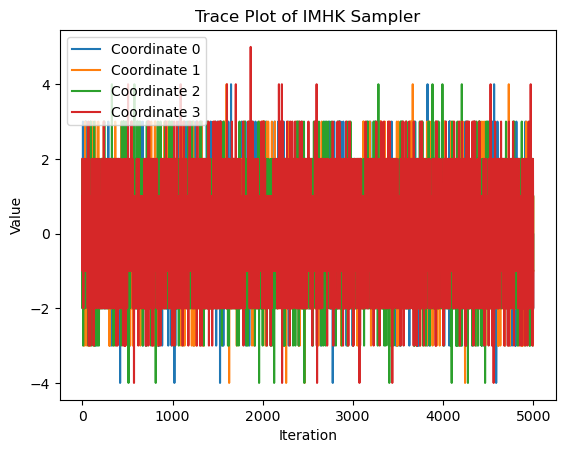 Trace Plot of IMHK Sampler
Coordinate 0
Coordinate 1
Coordinate 2
Coordinate 3
4
2
0
−2
−4
Value
0 1000 2000 3000 4000 5000
Iteration